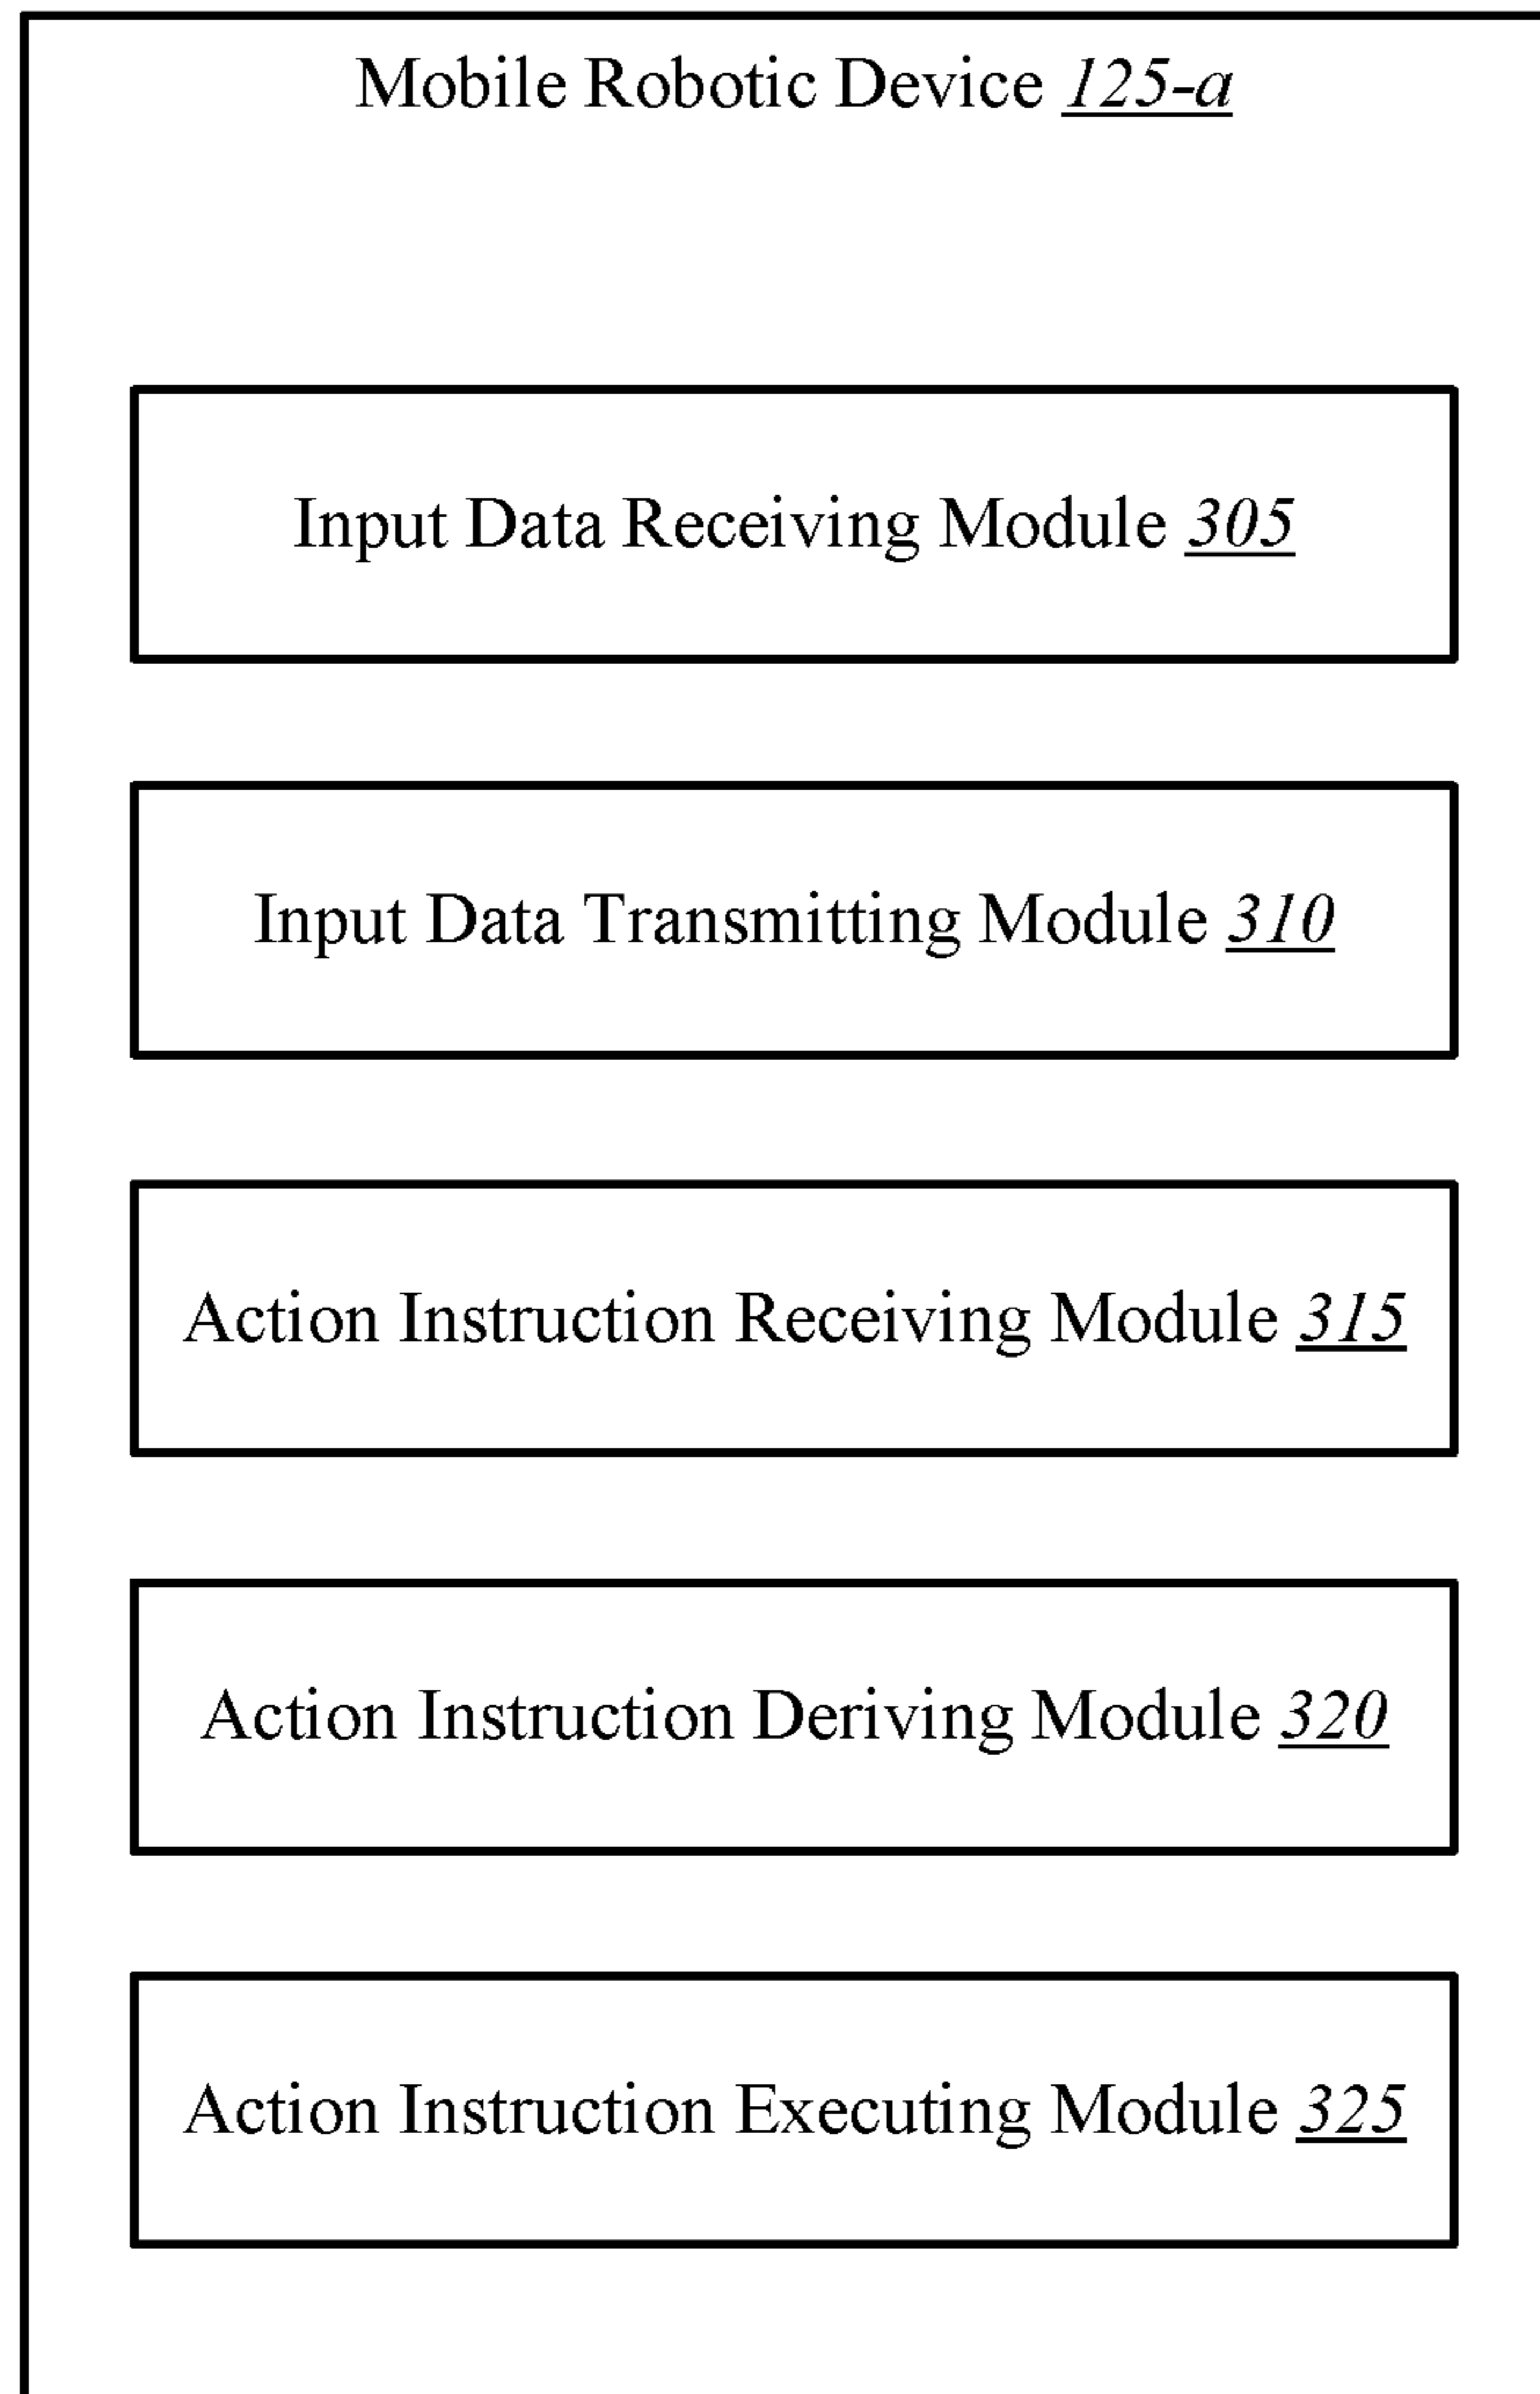 Mobile Robotic Device 125-a
Input Data Receiving Module 305
Input Data Transmitting Module 310
Action Instruction Receiving Module 315
Action Instruction Deriving Module 320
Action Instruction Executing Module 325